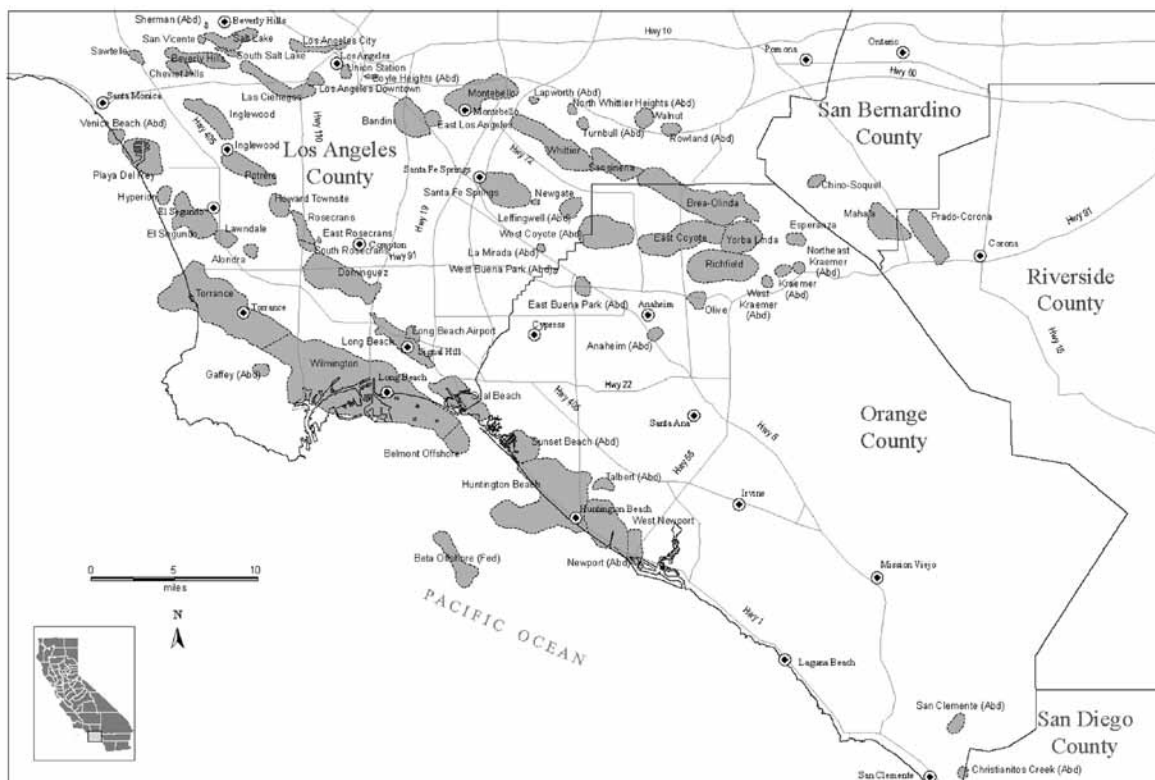 Sherman (Abd)
Beverly Hills
San Vicente
Salt Lake
Los Angeles City
Hwy 10
Pomona
Ontario
Hwy 60
Sawtelle
Beverly Hills
South Salt Lake
Los Angeles
Union Station
Cheviot Hills
Boyle Heights (Abd)
Las Cienegas
Los Angeles Downtown
Santa Monica
Montebello
Lapworth (Abd)
North Whittier Heights (Abd)
Walnut
San Bernardino
County
Bandini
Montebello
East Los Angeles
Turnbull (Abd)
Rowland (Abd)
Venice Beach (Abd)
Hwy 405
Inglewood
Hwy 110
Los Angeles
County
Inglewood
Hwy 72
Whittier
Sansinena
Playa Del Rey
Potrero
Santa Fe Springs
Santa Fe Springs
Newgate
Chino-Soquel
Hyperion
Howard Townsite
Leffingwell (Abd)
Brea-Olinda
El Segundo
El Segundo
Rosecrans
Hwy 19
West Coyote (Abd)
East Coyote
Yorba Linda
Esperanza
Mahala
Prado-Corona
Hwy 91
Lawndale
East Rosecrans
Compton
Alondra
South Rosecrans
Hwy 91
La Mirada (Abd)
Northeast
Kraemer
(Abd)
Corona
Dominguez
West Buena Park (Abd)
Richfield
Kraemer
(Abd)
West
Kraemer
(Abd)
Riverside
County
Torrance
Torrance
East Buena Park (Abd)
Anaheim
Olive
Long Beach Airport
Cypress
Long Beach
Signal Hill
Anaheim (Abd)
Hwy 15
Wilmington
Gaffey (Abd)
Long Beach
Hwy 22
Seal Beach
Hwy 405
Orange
County
Santa Ana
Hwy 5
Belmont Offshore
Sunset Beach (Abd)
Hwy 55
Huntington Beach
Talbert (Abd)
Irvine
Huntington Beach
West Newport
Beta Offshore (Fed)
Newport (Abd)
0 5 10
miles
Mission Viejo
N
PACIFIC OCEAN
Hwy 1
Laguna Beach
San Clemente (Abd)
San Diego
County
San Clemente
Christianitos Creek (Abd)